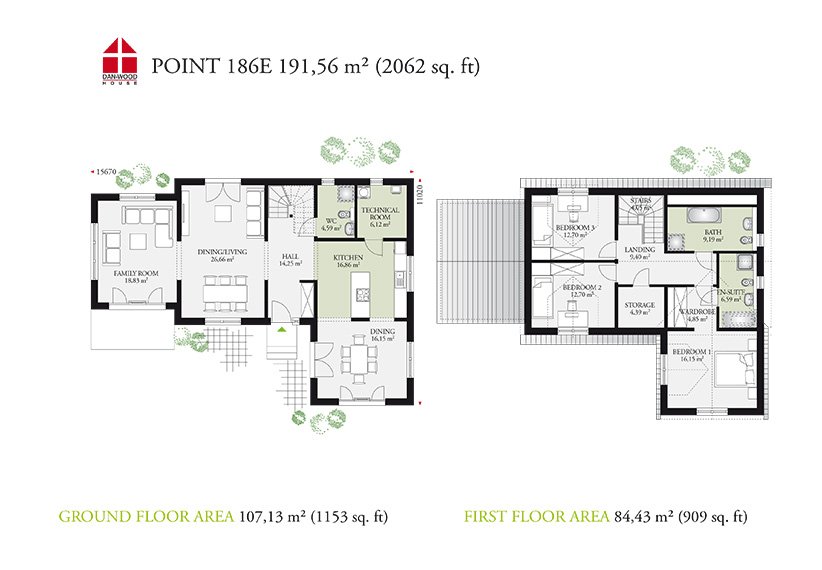 DAN-WOOD
HOUSE
POINT 186E 191,56 m² (2062 sq. ft)
15670
11020
FAMILY ROOM
18.83 m²
DINING/LIVING
26,66 m²
HALL
14,25 m²
WC
4,59 m²
TECHNICAL
ROOM
6,12 m²
KITCHEN
16,86 m²
DINING
16,15 m²
BEDROOM 3
12,70 m²
STAIRS
4,05 m²
LANDING
9,40 m²
BATH
9,19 m²
BEDROOM 2
12,70 m²
STORAGE
4,39 m²
WARDROBE
4,85 m²
EN-SUITE
6,59 m²
BEDROOM 1
16,15 m²
GROUND FLOOR AREA 107,13 m² (1153 sq. ft)
FIRST FLOOR AREA 84,43 m² (909 sq. ft)